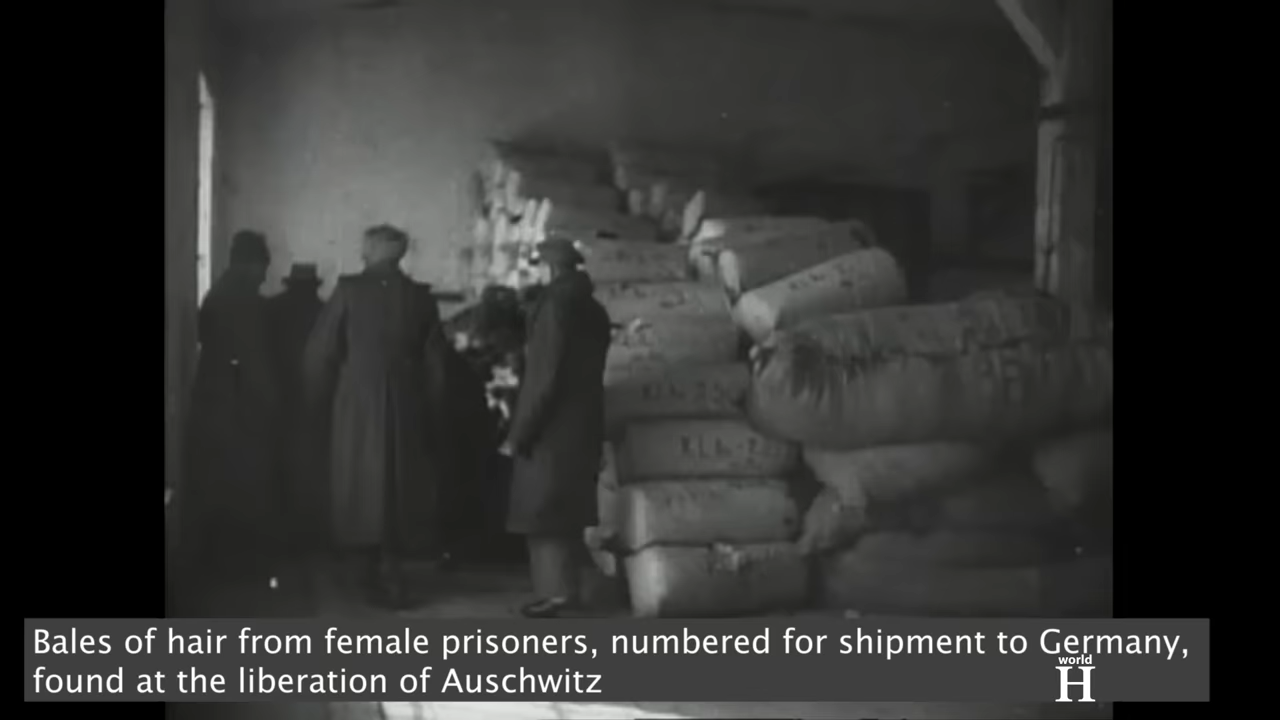 Bales of hair from female prisoners, numbered for shipment to Germany,
found at the liberation of Auschwitz
world
H